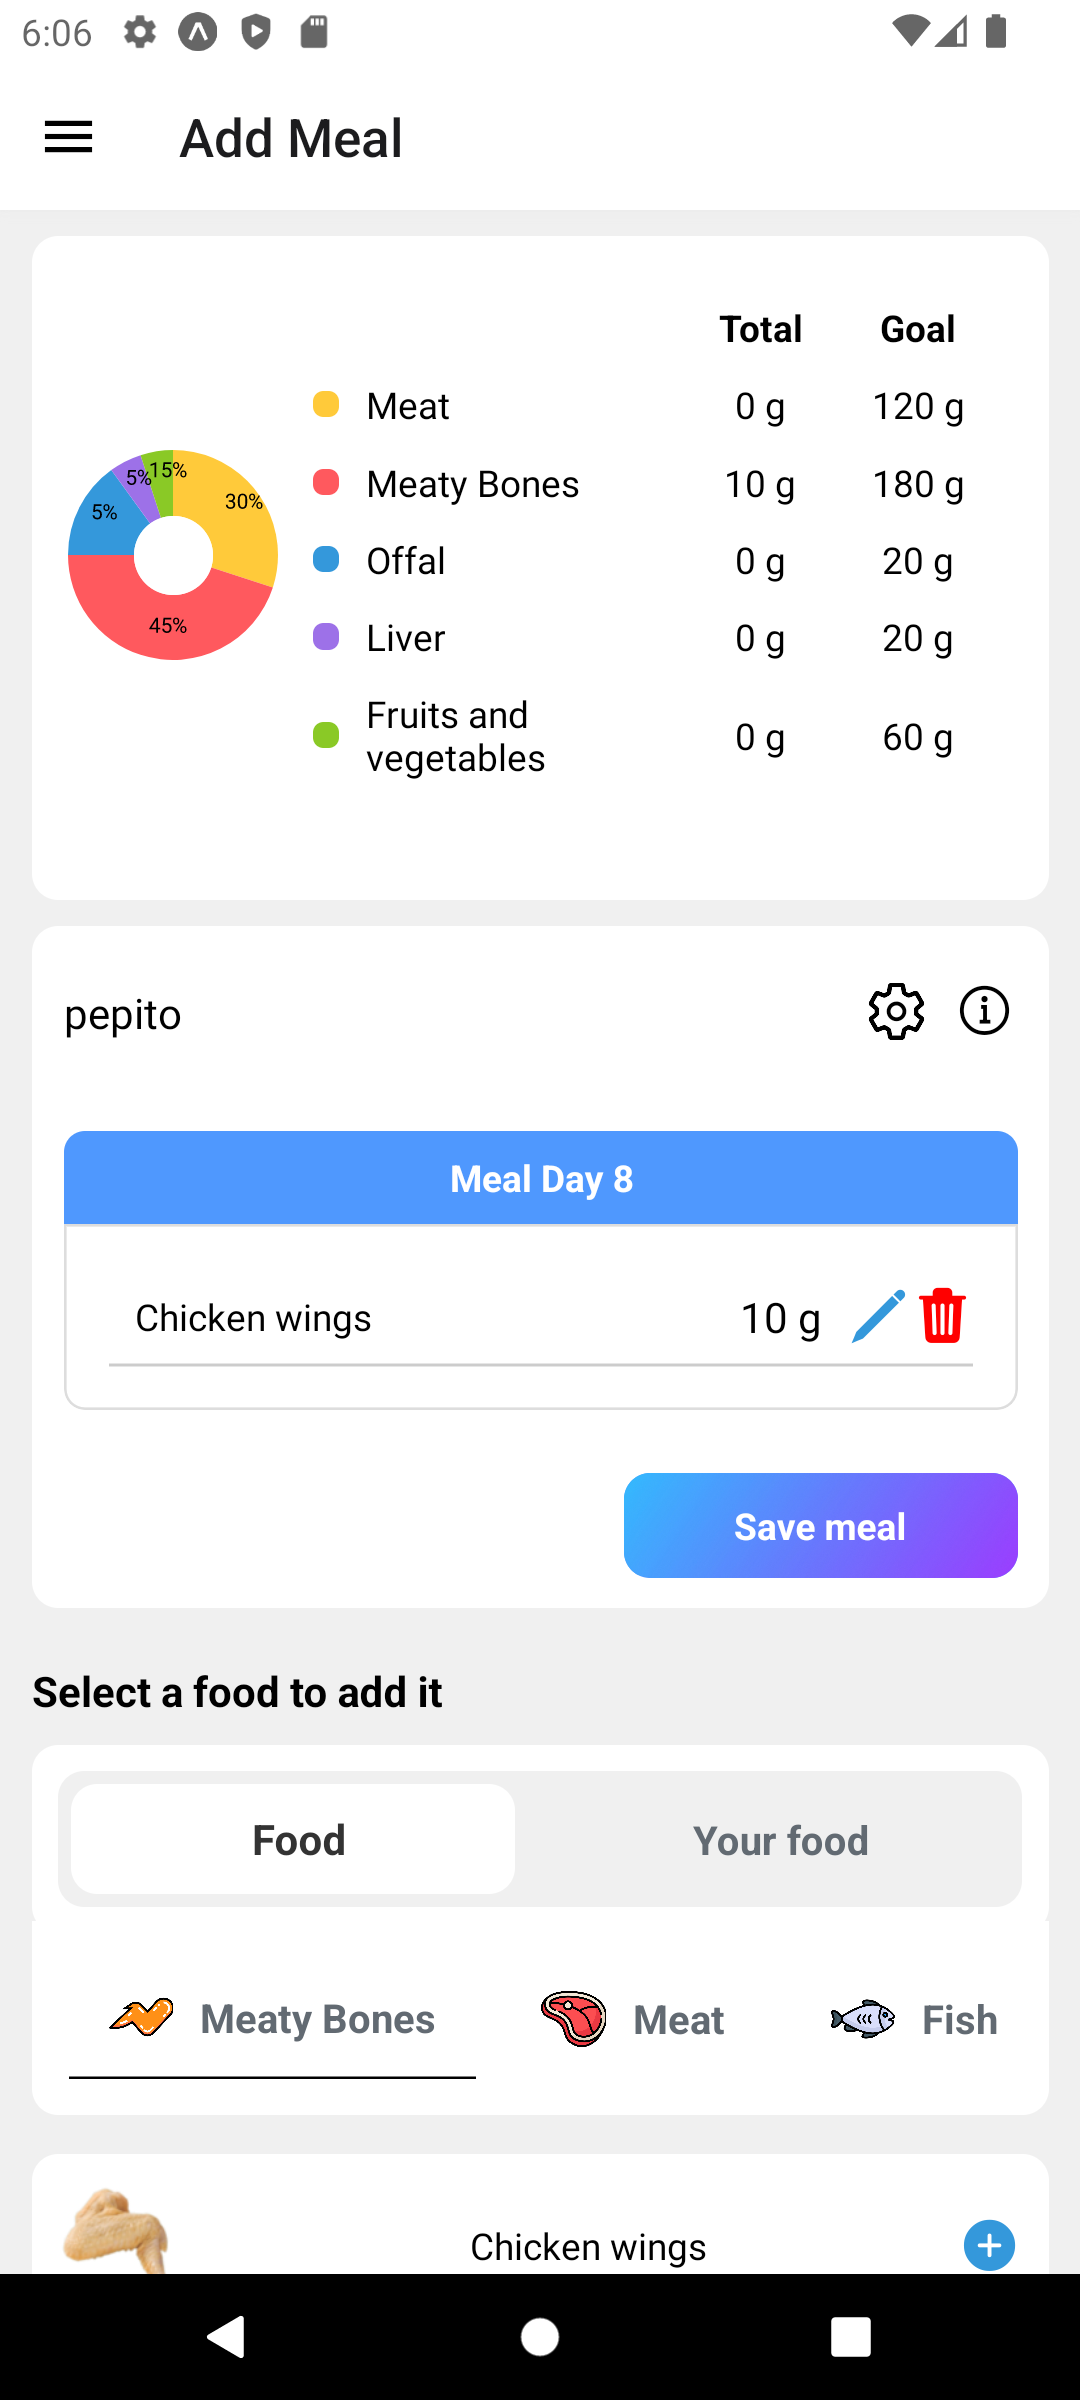 6:06
Add Meal
Total Goal
Meat 0 g 120 g
Meaty Bones 10 g 180 g
Offal 0 g 20 g
Liver 0 g 20 g
Fruits and
vegetables 0 g 60 g
5% 15%
30%
5%
45%
pepito
Meal Day 8
Chicken wings 10 g
Save meal
Select a food to add it
Food Your food
Meaty Bones Meat Fish
Chicken wings